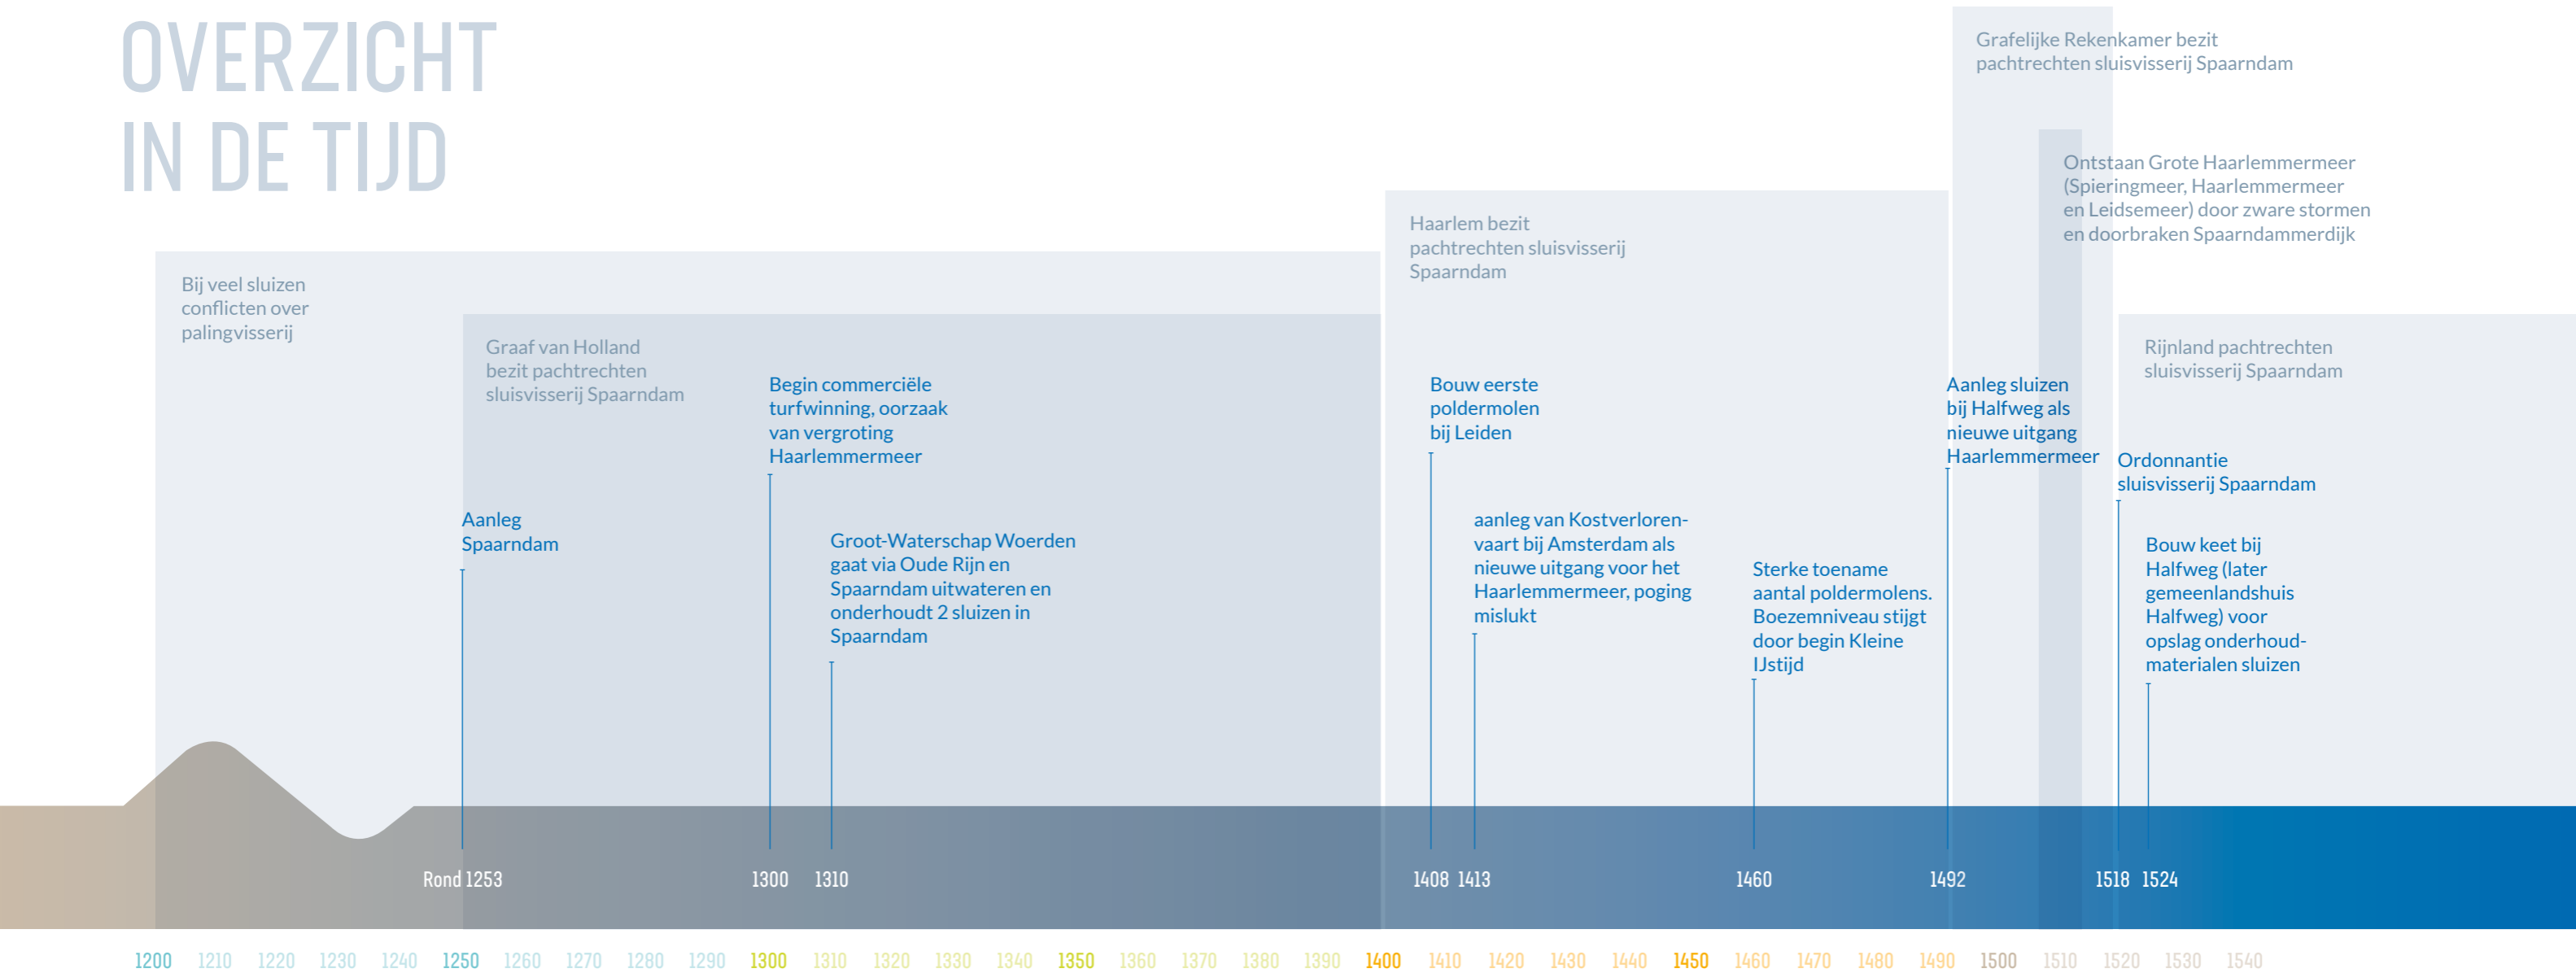 OVERZICHT
IN DE TIJD
Bij veel sluizen
conflicten over
palingvisserij
Graaf van Holland
bezit pachtrechten
sluisvisserij Spaarndam
Aanleg
Spaarndam
Begin commerciële
turfwinning, oorzaak
van vergroting
Haarlemmermeer
Groot-Waterschap Woerden
gaat via Oude Rijn en
Spaarndam uitwateren en
onderhoudt 2 sluizen in
Spaarndam
Haarlem bezit
pachtrechten sluisvisserij
Spaarndam
Bouw eerste
poldermolen
bij Leiden
aanleg van Kostverloren-
vaart bij Amsterdam als
nieuwe uitgang voor het
Haarlemmermeer, poging
mislukt
Sterke toename
aantal poldermolens.
Boezemniveau stijgt
door begin Kleine
IJstijd
Grafelijke Rekenkamer bezit
pachtrechten sluisvisserij Spaarndam
Ontstaan Grote Haarlemmermeer
(Spieringmeer, Haarlemmermeer
en Leidsemeer) door zware stormen
en doorbraken Spaarndammerdijk
Aanleg sluizen
bij Halfweg als
nieuwe uitgang
Haarlemmermeer
Rijnland pachtrechten
sluisvisserij Spaarndam
Ordonnantie
sluisvisserij Spaarndam
Bouw keet bij
Halfweg (later
gemeenlandshuis
Halfweg) voor
opslag onderhoud-
materialen sluizen
Rond 1253 1300 1310 1408 1413 1460 1492 1518 1524
1200 1210 1220 1230 1240 1250 1260 1270 1280 1290 1300 1310 1320 1330 1340 1350 1360 1370 1380 1390 1400 1410 1420 1430 1440 1450 1460 1470 1480 1490 1500 1510 1520 1530 1540